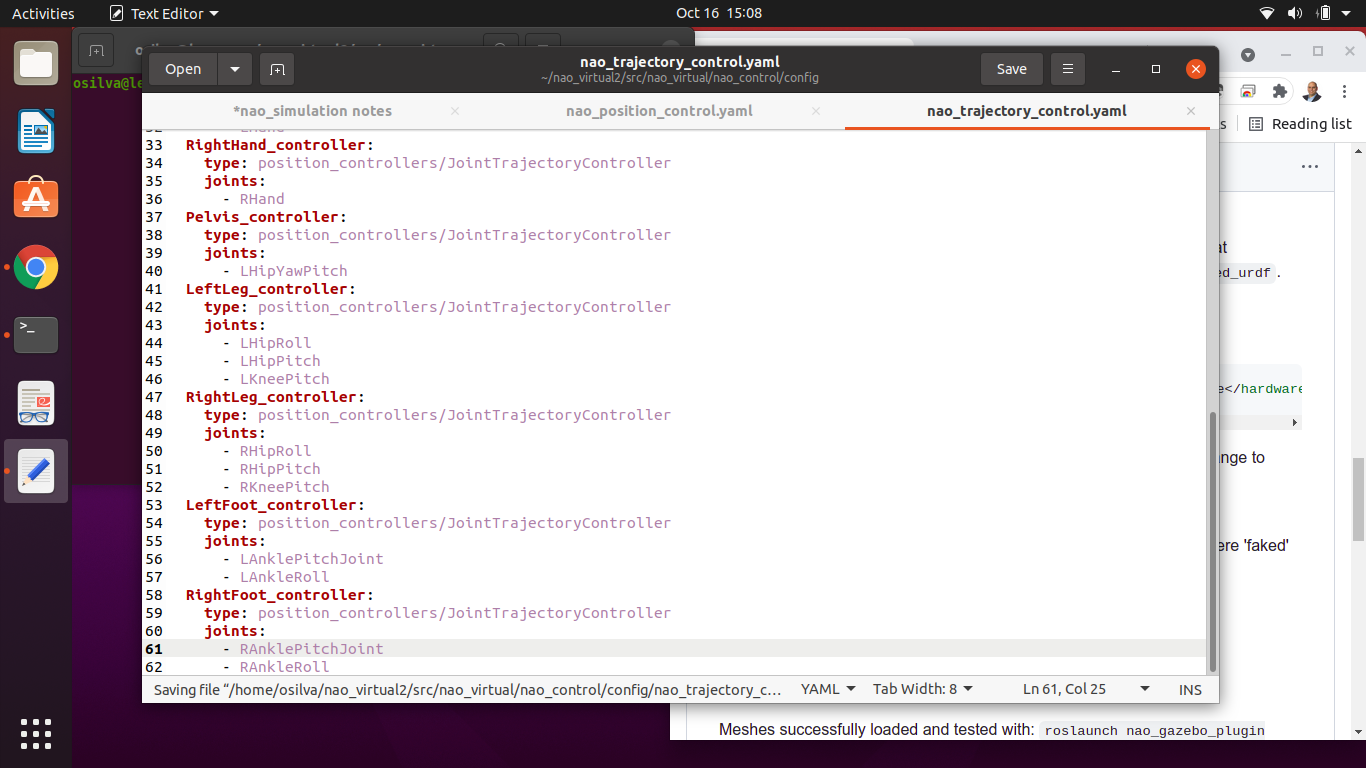 Activities
Text Editor
Oct 16 15:08
osilva@le
Open
nao_trajectory_control.yaml
~/nao_virtual2/src/nao_virtual/nao_control/config
Save
*nao_simulation notes
nao_position_control.yaml
nao_trajectory_control.yaml
33 RightHand_controller:
34 type: position_controllers/JointTrajectoryController
35 joints:
36 - RHand
37 Pelvis_controller:
38 type: position_controllers/JointTrajectoryController
39 joints:
40 - LHipYawPitch
41 LeftLeg_controller:
42 type: position_controllers/JointTrajectoryController
43 joints:
44 - LHipRoll
45 - LHipPitch
46 - LKneePitch
47 RightLeg_controller:
48 type: position_controllers/JointTrajectoryController
49 joints:
50 - RHipRoll
51 - RHipPitch
52 - RKneePitch
53 LeftFoot_controller:
54 type: position_controllers/JointTrajectoryController
55 joints:
56 - LAnklePitchJoint
57 - LAnkleRoll
58 RightFoot_controller:
59 type: position_controllers/JointTrajectoryController
60 joints:
61 - RAnklePitchJoint
62 - RAnkleRoll
Saving file “/home/osilva/nao_virtual2/src/nao_virtual/nao_control/config/nao_trajectory_c…
YAML
Tab Width: 8
Ln 61, Col 25
INS
s
Reading list
at
ed_urdf.
e</hardware
nge to
ere 'faked'
Meshes successfully loaded and tested with: roslaunch nao_gazebo_plugin